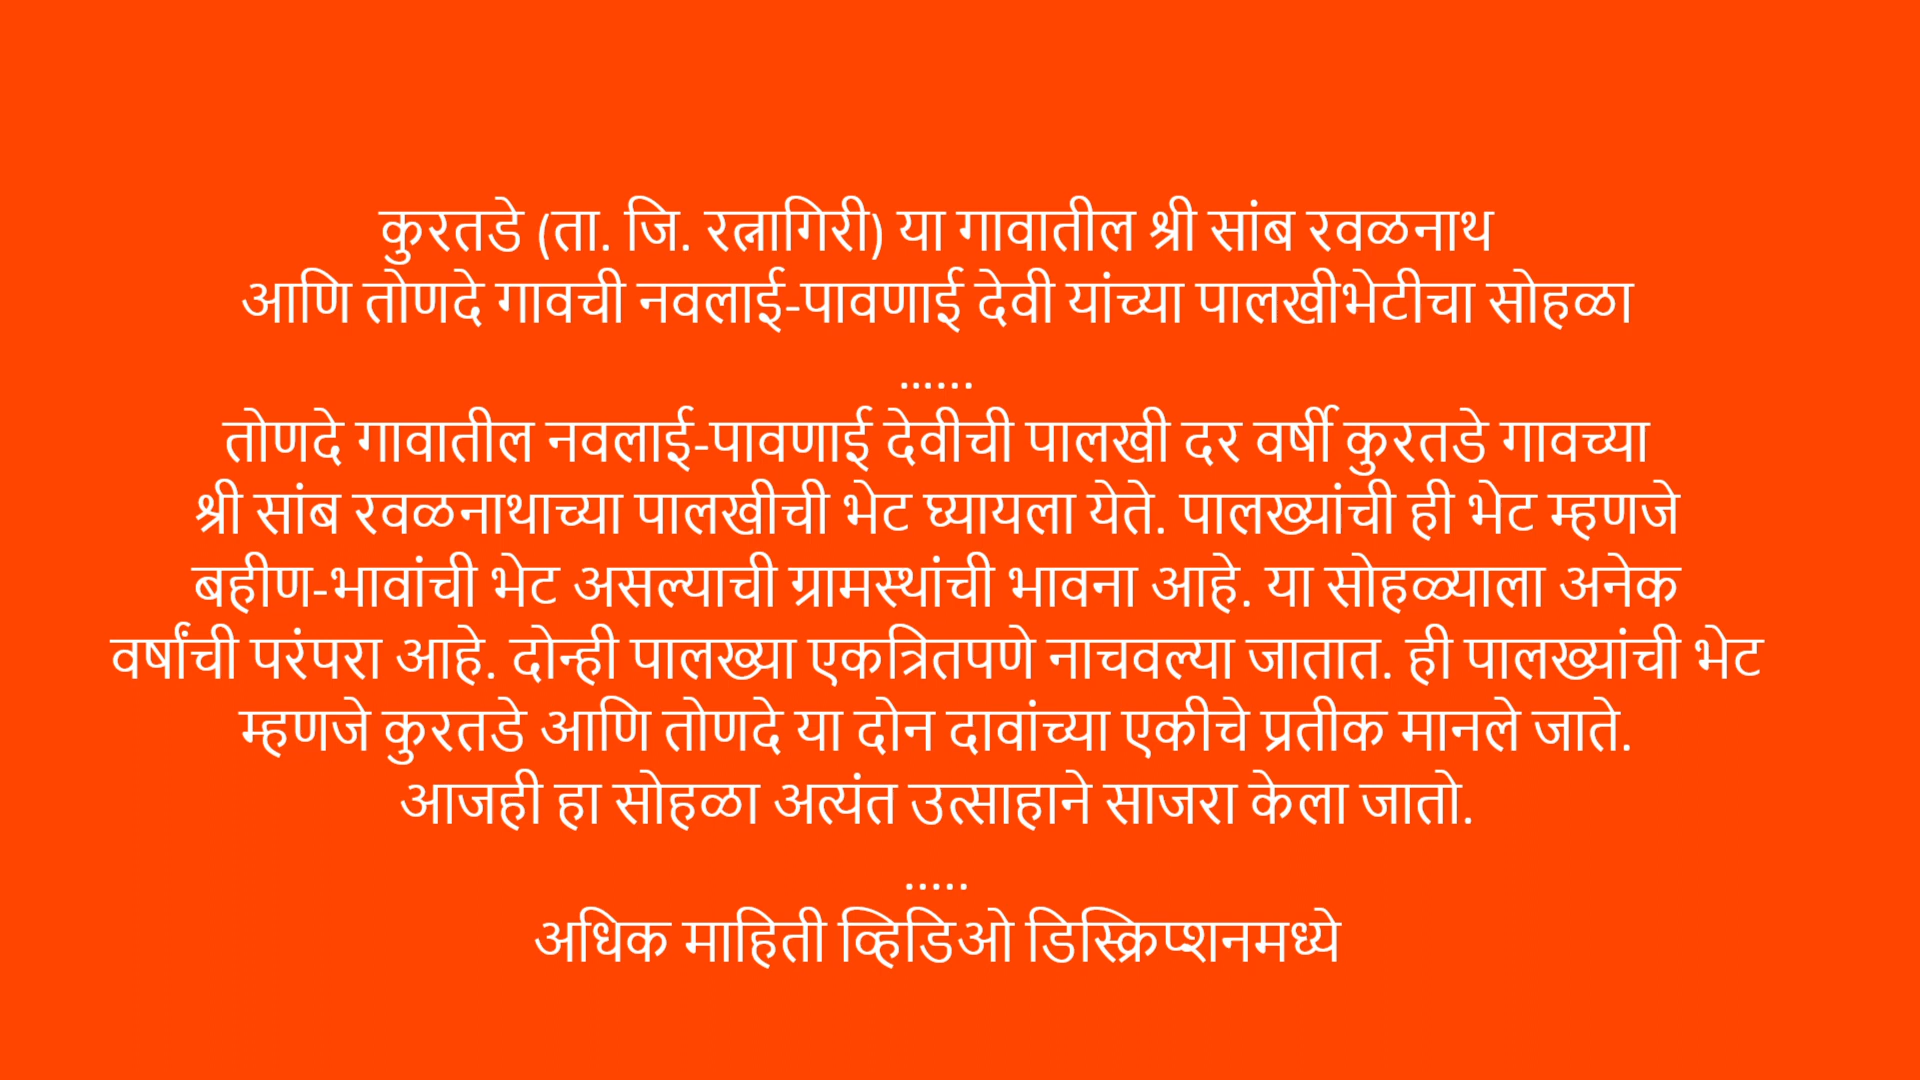 कुरतडे (ता. जि. रत्नागिरी) या गावातील श्री सांब रवळनाथ
आणि तोणदे गावची नवलाई-पावणाई देवी यांच्या पालखीभेटीचा सोहळा
......
तोणदे गावातील नवलाई-पावणाई देवीची पालखी दर वर्षी कुरतडे गावच्या
श्री सांब रवळनाथाच्या पालखीची भेट घ्यायला येते. पालख्यांची ही भेट म्हणजे
बहीण-भावांची भेट असल्याची ग्रामस्थांची भावना आहे. या सोहळ्याला अनेक
वर्षांची परंपरा आहे. दोन्ही पालख्या एकत्रितपणे नाचवल्या जातात. ही पालख्यांची भेट
म्हणजे कुरतडे आणि तोणदे या दोन दावांच्या एकीचे प्रतीक मानले जाते.
आजही हा सोहळा अत्यंत उत्साहाने साजरा केला जातो.
.....
अधिक माहिती व्हिडिओ डिस्क्रिप्शनमध्ये